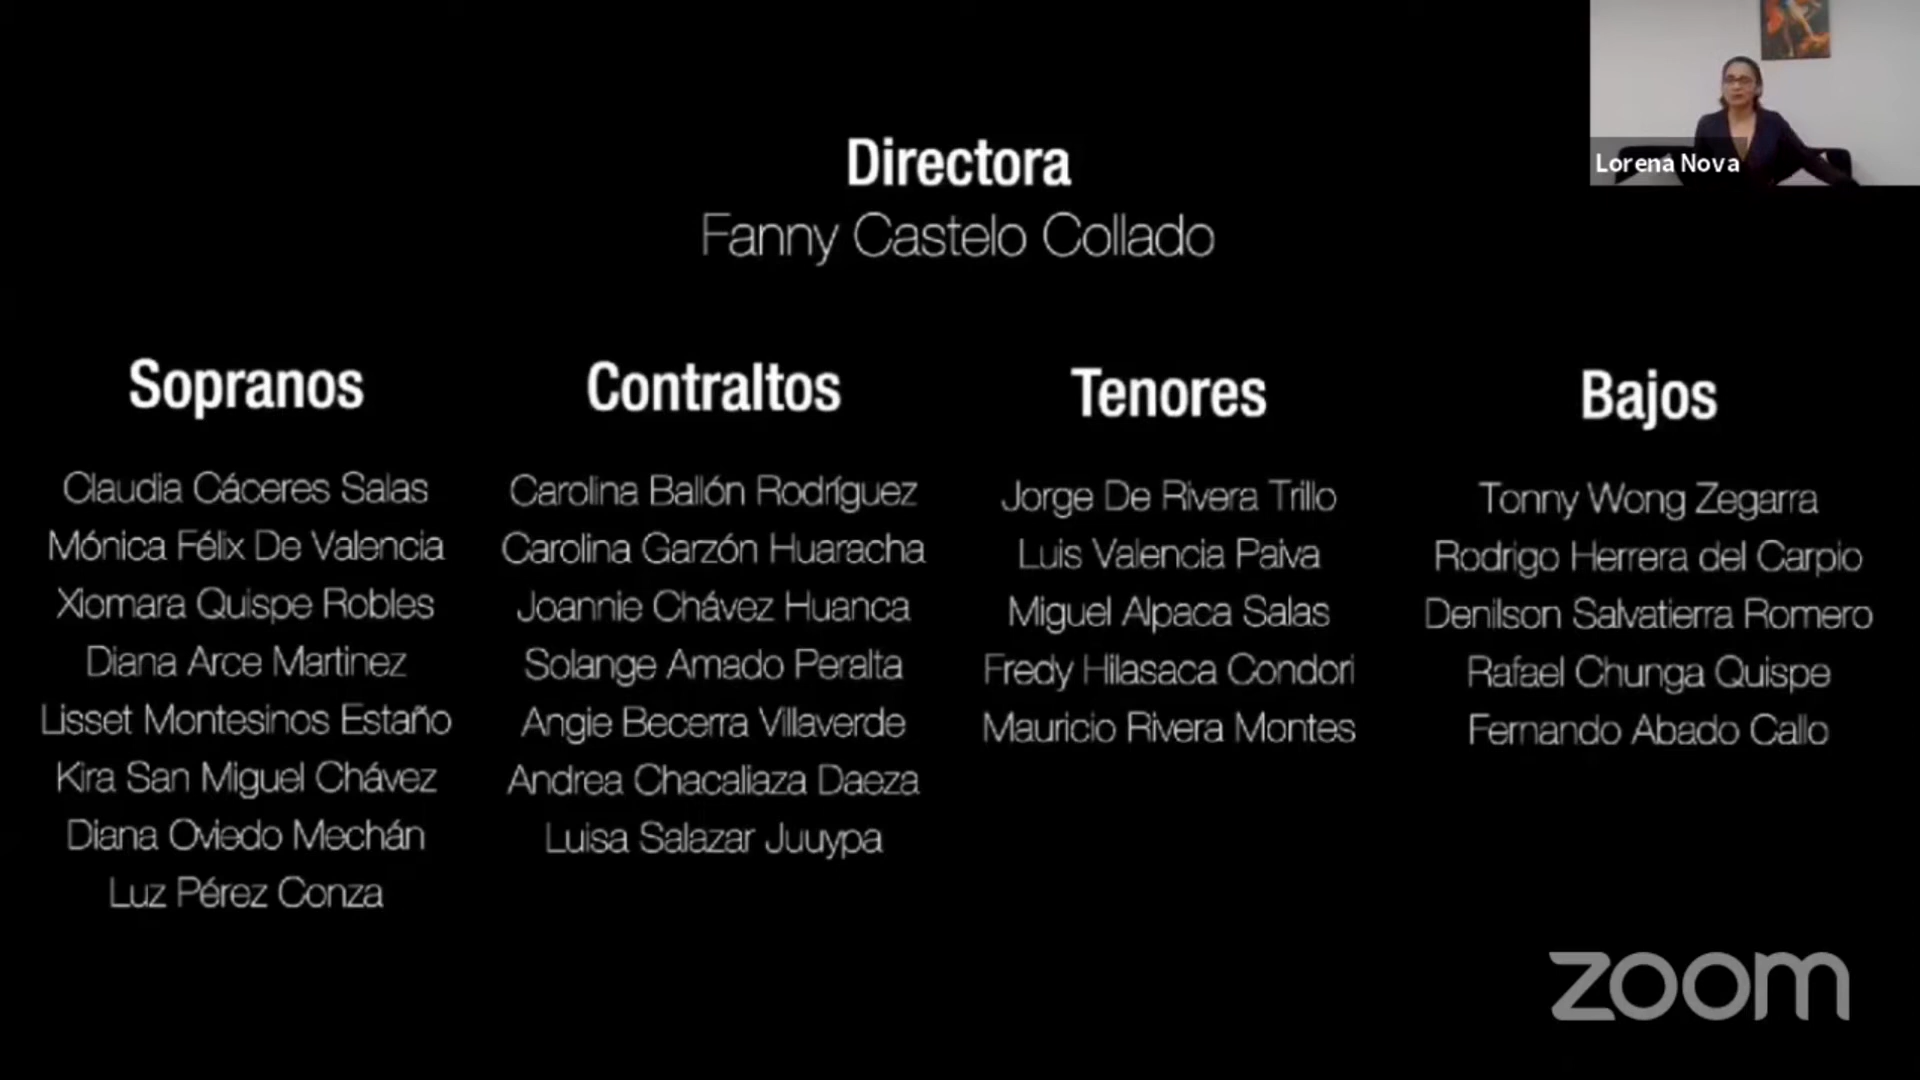 Lorena Nova
Directora
Fanny Castelo Collado
Sopranos
Claudia Cáceres Salas
Mónica Félix De Valencia
Xiomara Quispe Robles
Diana Arce Martinez
Lisset Montesinos Estaño
Kira San Miguel Chávez
Diana Oviedo Mechán
Luz Pérez Conza
Contraltos
Carolina Ballón Rodríguez
Carolina Garzón Huaracha
Joannie Chávez Huanca
Solange Amado Peralta
Angie Becerra Villaverde
Andrea Chacaliaza Daeza
Luisa Salazar Juuypa
Tenores
Jorge De Rivera Trillo
Luis Valencia Paiva
Miguel Alpaca Salas
Fredy Hilasaca Condori
Mauricio Rivera Montes
Bajos
Tonny Wong Zegarra
Rodrigo Herrera del Carpio
Denilson Salvatierra Romero
Rafael Chunga Quispe
Fernando Abado Callo
zoom